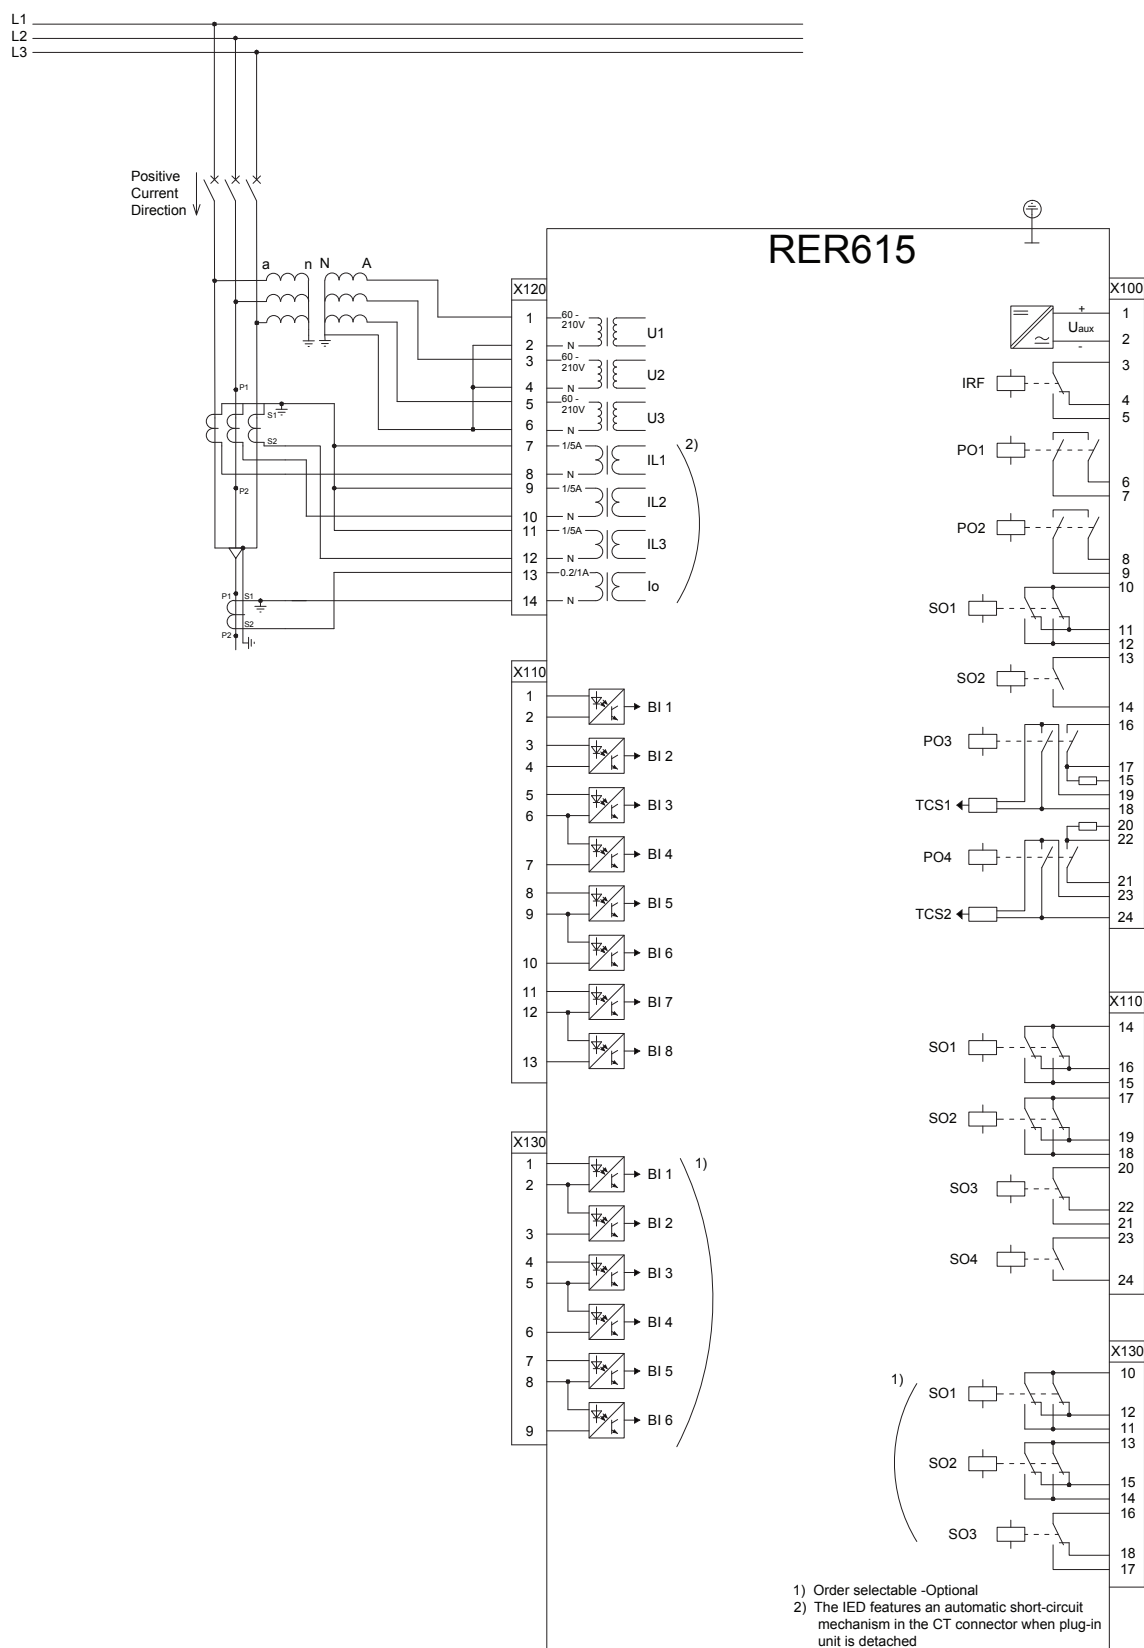 L1
L2
L3
Positive
Current
Direction
RER615
a n N A
X120
1 60 -
210V
U1
2 N
3 60 -
210V
U2
4 N
5 60 -
210V
U3
6 N
7 1/5A
IL1
8 N
9 1/5A
IL2
10 N
11 1/5A
IL3
12 N
13 0.2/1A
Io
14 N
2)
P1
S1
S2
P2
P1 S1
S2
P2
X110
1
BI 1
2
3
BI 2
4
5
BI 3
6
BI 4
7
8
BI 5
9
BI 6
10
11
BI 7
12
BI 8
13
X130
1
BI 1
2
BI 2
3
4
BI 3
5
BI 4
6
7
BI 5
8
BI 6
9
1)
X100
+ 1
Uaux
- 2
3
IRF
4
5
PO1
6
7
PO2
8
9
10
SO1
11
12
13
SO2
14
16
PO3
17
15
19
TCS1
18
20
22
PO4
21
23
TCS2
24
X110
14
SO1
16
15
17
SO2
19
18
20
SO3
22
21
23
SO4
24
X130
10
1)
SO1
12
11
13
SO2
15
14
16
SO3
18
17
1) Order selectable -Optional
2) The IED features an automatic short-circuit
mechanism in the CT connector when plug-in
unit is detached